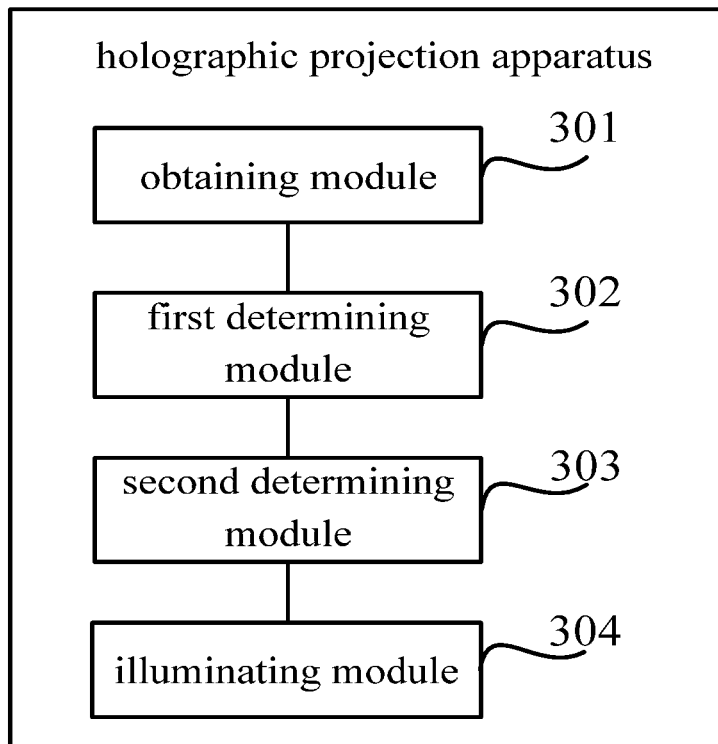 holographic projection apparatus
301
obtaining module
302
first determining
module
303
second determining
module
304
illuminating module